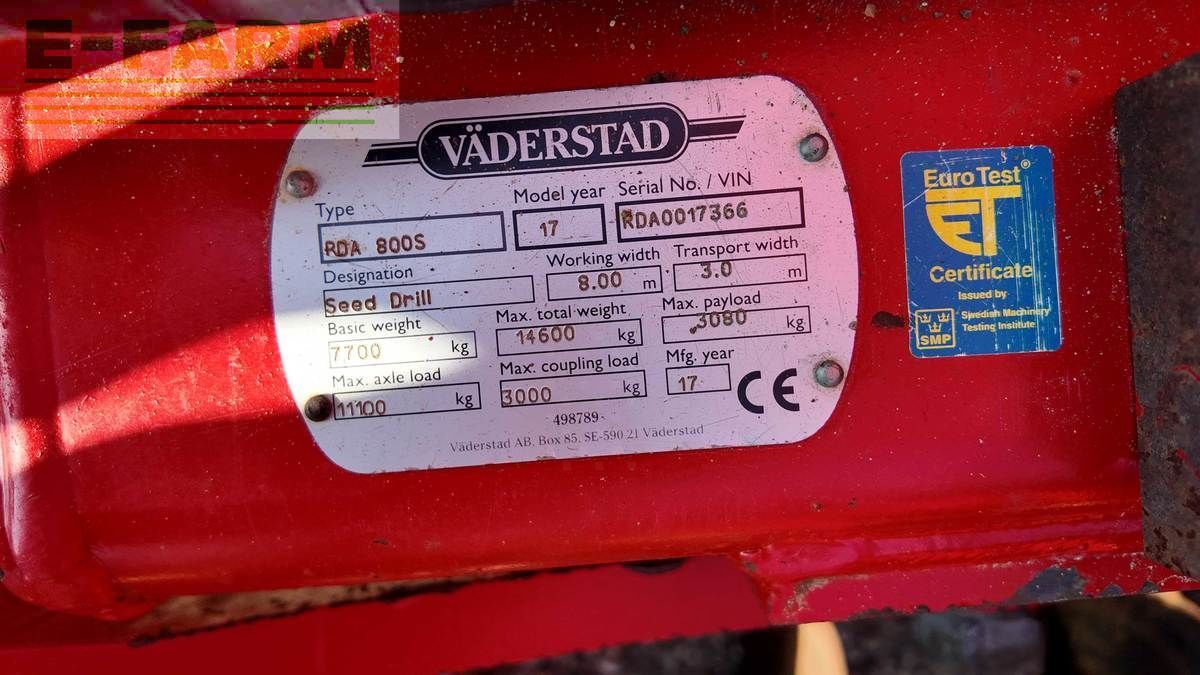 E-FARM
VÄDERSTAD
Type
Model year
Serial No. / VIN
RDA 800S
17
RDA0017366
Designation
Working width
Transport width
Seed Drill
8.00 m
3.0 m
Basic weight
Max. total weight
Max. payload
7700 kg
14600 kg
3080 kg
Max. axle load
Max. coupling load
Mfg. year
11100 kg
3000 kg
17
CE
498789
Väderstad AB. Box 85. SE-590 21 Väderstad
Euro Test®
ET
Certificate
Issued by
Swedish Machinery
Testing Institute
SMP